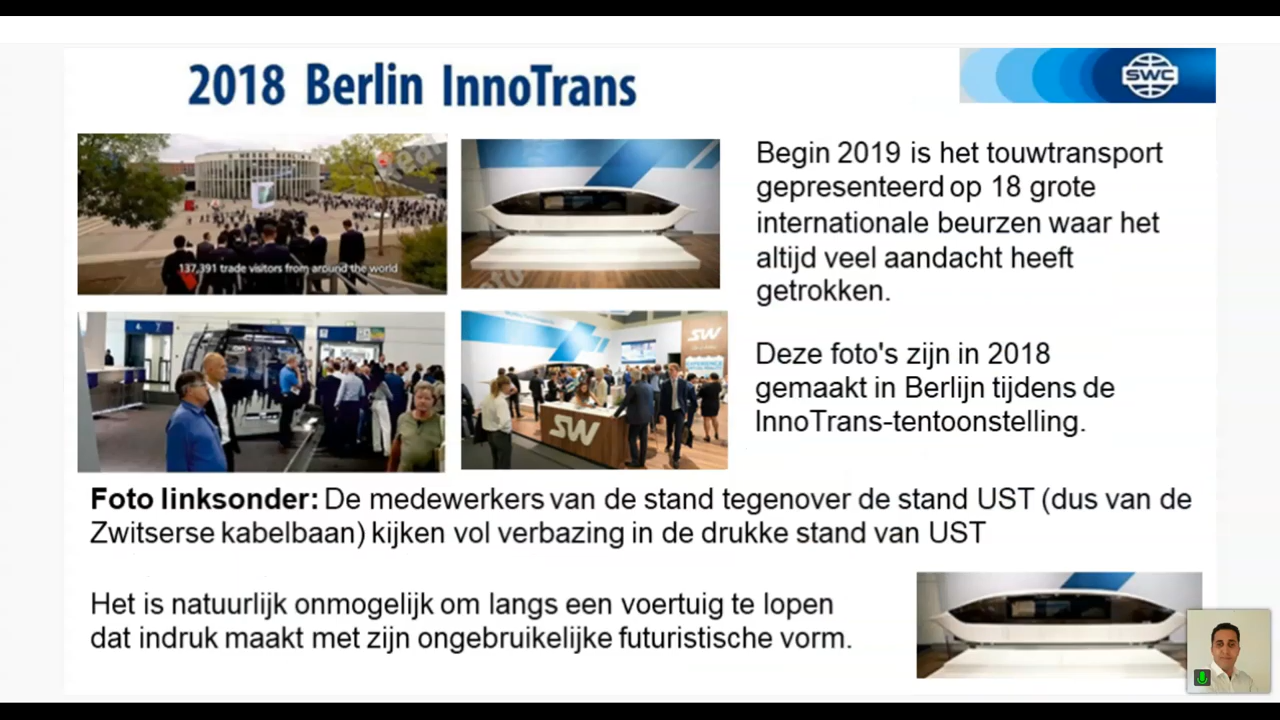 2018 Berlin InnoTrans
SWC
137,391 trade visitors from around the world
SW
SW
Begin 2019 is het touwtransport
gepresenteerd op 18 grote
internationale beurzen waar het
altijd veel aandacht heeft
getrokken.
Deze foto's zijn in 2018
gemaakt in Berlijn tijdens de
InnoTrans-tentoonstelling.
Foto linksonder: De medewerkers van de stand tegenover de stand UST (dus van de
Zwitserse kabelbaan) kijken vol verbazing in de drukke stand van UST
Het is natuurlijk onmogelijk om langs een voertuig te lopen
dat indruk maakt met zijn ongebruikelijke futuristische vorm.